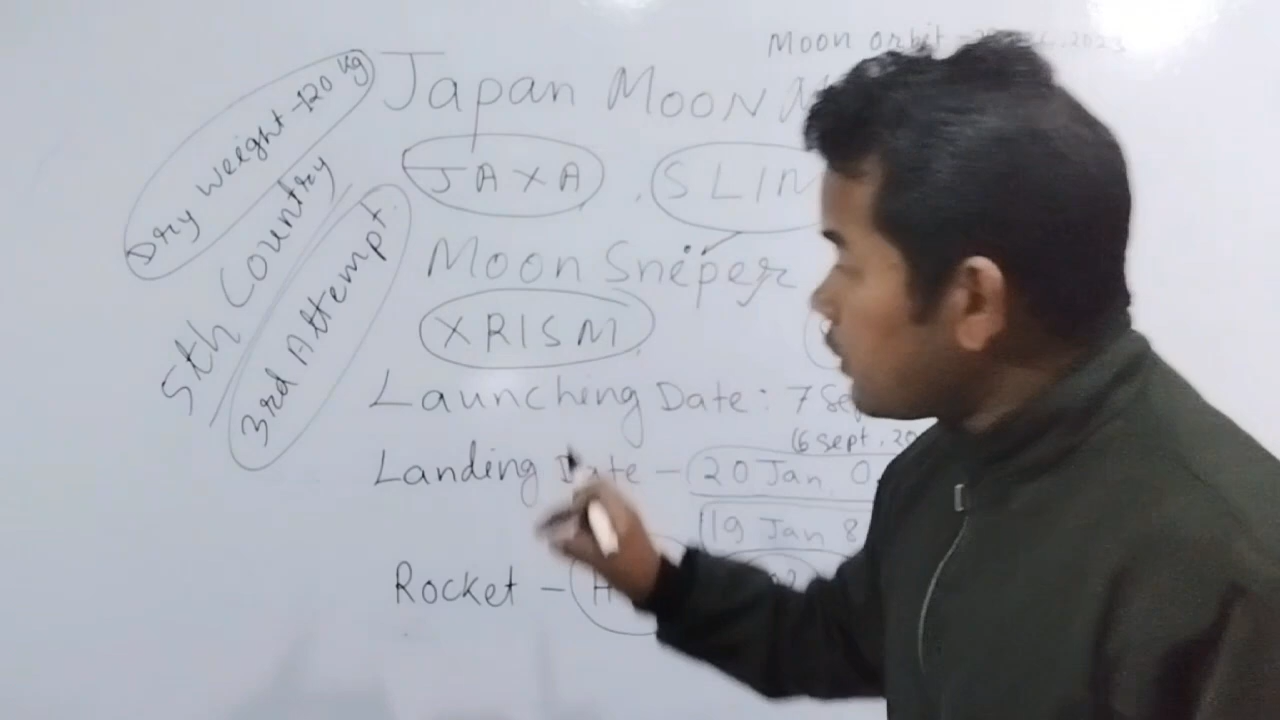 Moon orbit
Japan Moon M
JAXA, SLIM
Moon Sneper
XRISM
Launching Date: 7 Sep
(6 sept, 20
Landing Date - 20 Jan 0
19 Jan 8
Rocket - H
Dry weight - 120 kg
5th Country
3rd Attempt.